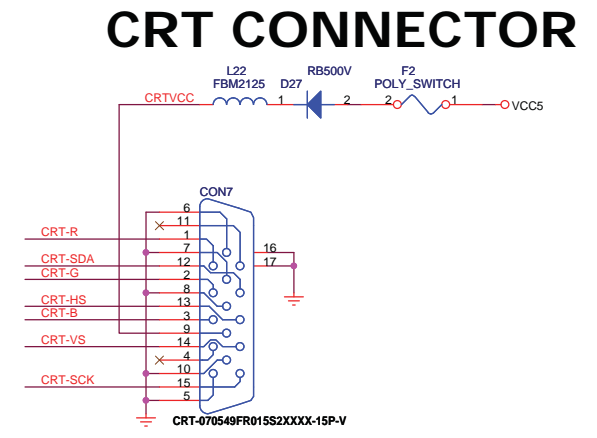 CRT CONNECTOR
L22
FBM2125
D27
RB500V
F2
POLY_SWITCH
CRTVCC
1
2
2
1
VCC5
CON7
6
11
CRT-R
1
7
16
CRT-SDA
12
17
CRT-G
2
8
CRT-HS
13
CRT-B
3
9
CRT-VS
14
4
10
CRT-SCK
15
5
CRT-070549FR015S2XXXX-15P-V